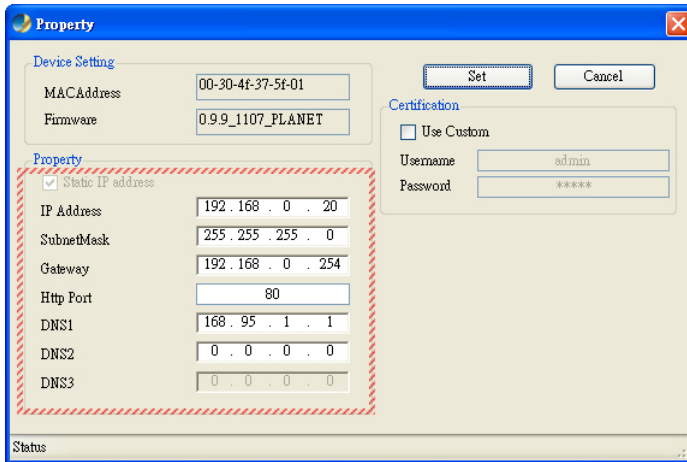 Property
Device Setting
MACAddress 00-30-4f-37-5f-01
Firmware 0.9.9_1107_PLANET
Set Cancel
Certification
Use Custom
Username admin
Password *****
Property
Static IP address
IP Address 192 . 168 . 0 . 20
SubnetMask 255 . 255 . 255 . 0
Gateway 192 . 168 . 0 . 254
Http Port 80
DNS1 168 . 95 . 1 . 1
DNS2 0 . 0 . 0 . 0
DNS3 0 . 0 . 0 . 0
Status